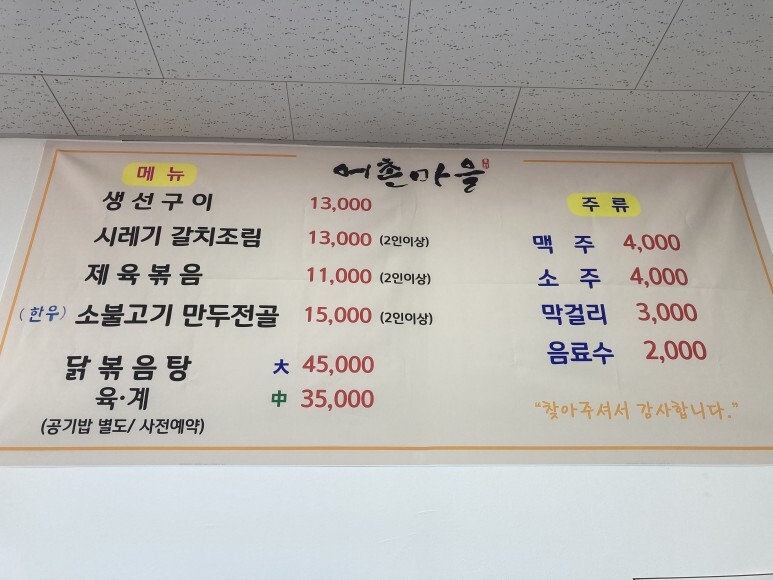 어촌마을
메 뉴
생선구이 13,000
시레기 갈치조림 13,000 (2인이상)
제육볶음 11,000 (2인이상)
(한우) 소불고기 만두전골 15,000 (2인이상)
닭볶음탕 大 45,000
육·계 中 35,000
(공기밥 별도/ 사전예약)
주 류
맥 주 4,000
소 주 4,000
막걸리 3,000
음료수 2,000
"찾아주셔서 감사합니다."